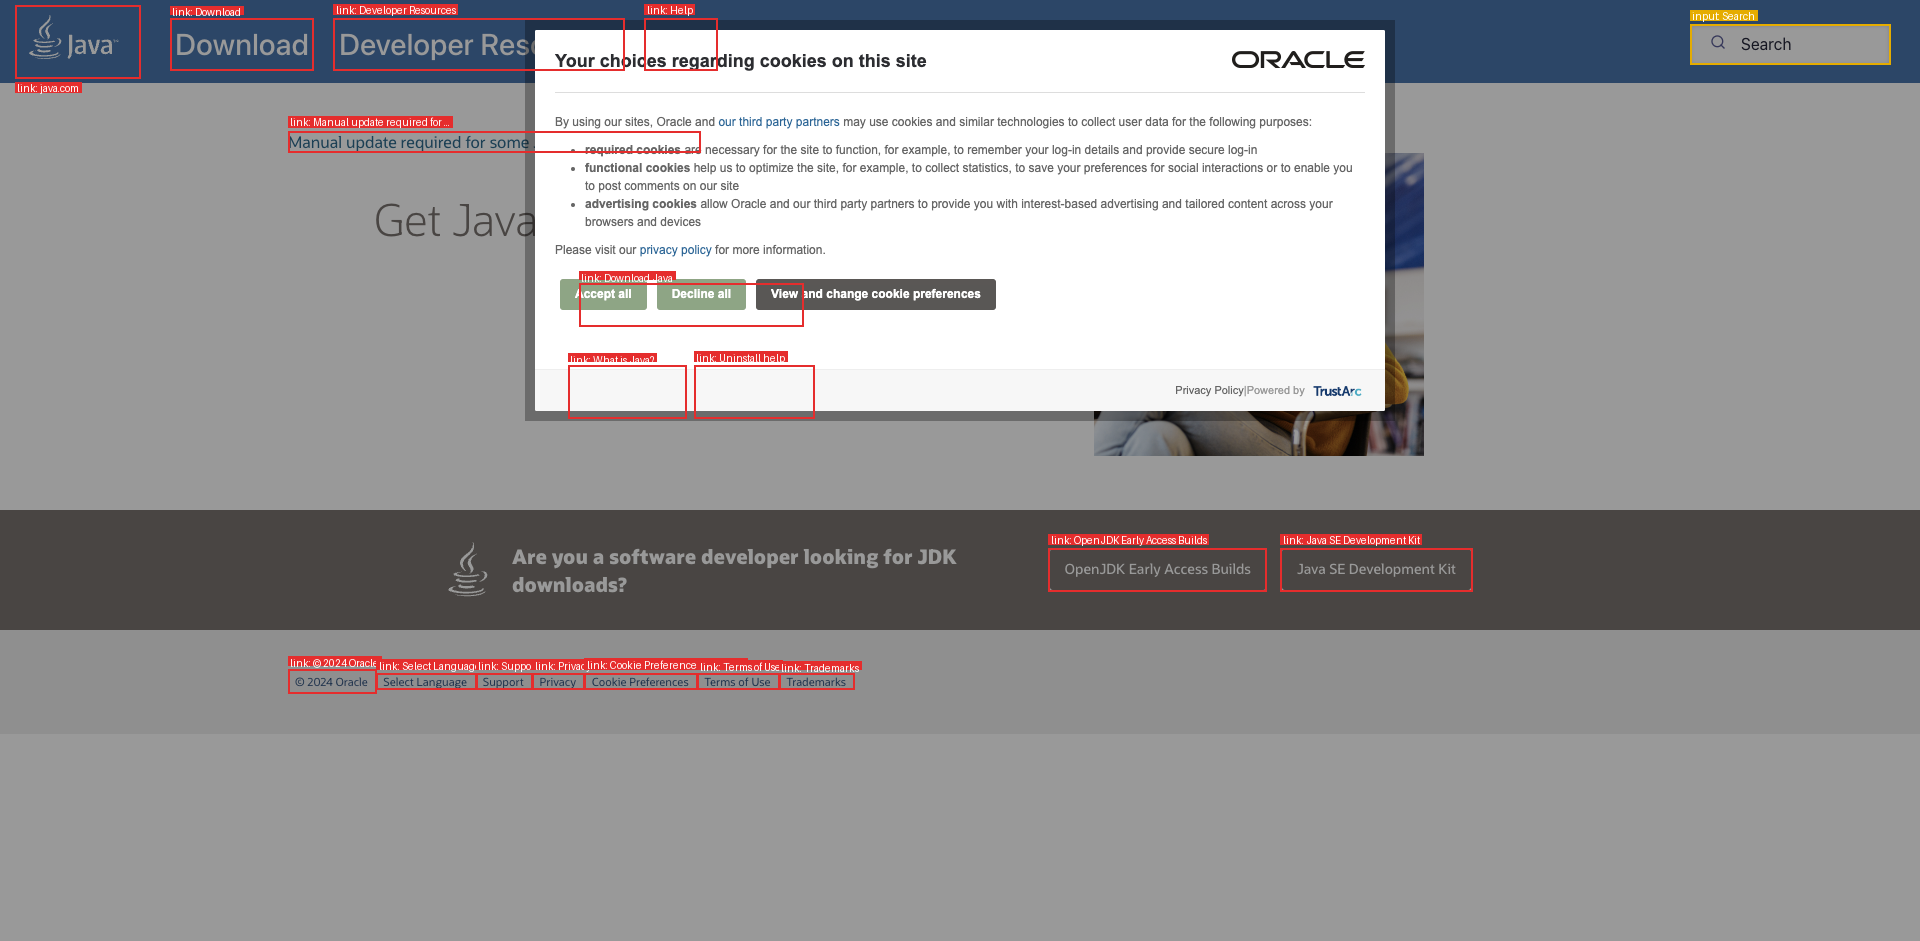 link: Download
link: Developer Resources
link: Help
input: Search
Java™
Download
Developer Res
Search
link: java.com
Your choices regarding cookies on this site
ORACLE
link: Manual update required for ...
Manual update required for some
By using our sites, Oracle and our third party partners may use cookies and similar technologies to collect user data for the following purposes:
• required cookies are necessary for the site to function, for example, to remember your log-in details and provide secure log-in
• functional cookies help us to optimize the site, for example, to collect statistics, to save your preferences for social interactions or to enable you
to post comments on our site
• advertising cookies allow Oracle and our third party partners to provide you with interest-based advertising and tailored content across your
browsers and devices
Get Java
Please visit our privacy policy for more information.
link: Download Java
Accept all
Decline all
View and change cookie preferences
link: What is Java?
link: Uninstall help
Privacy Policy|Powered by TrustArc
Are you a software developer looking for JDK
downloads?
link: OpenJDK Early Access Builds
link: Java SE Development Kit
OpenJDK Early Access Builds
Java SE Development Kit
link: © 2024 Oracle
link: Select Languag
link: Suppo
link: Privac
link: Cookie Preference
link: Terms of Use
link: Trademarks
© 2024 Oracle
Select Language
Support
Privacy
Cookie Preferences
Terms of Use
Trademarks